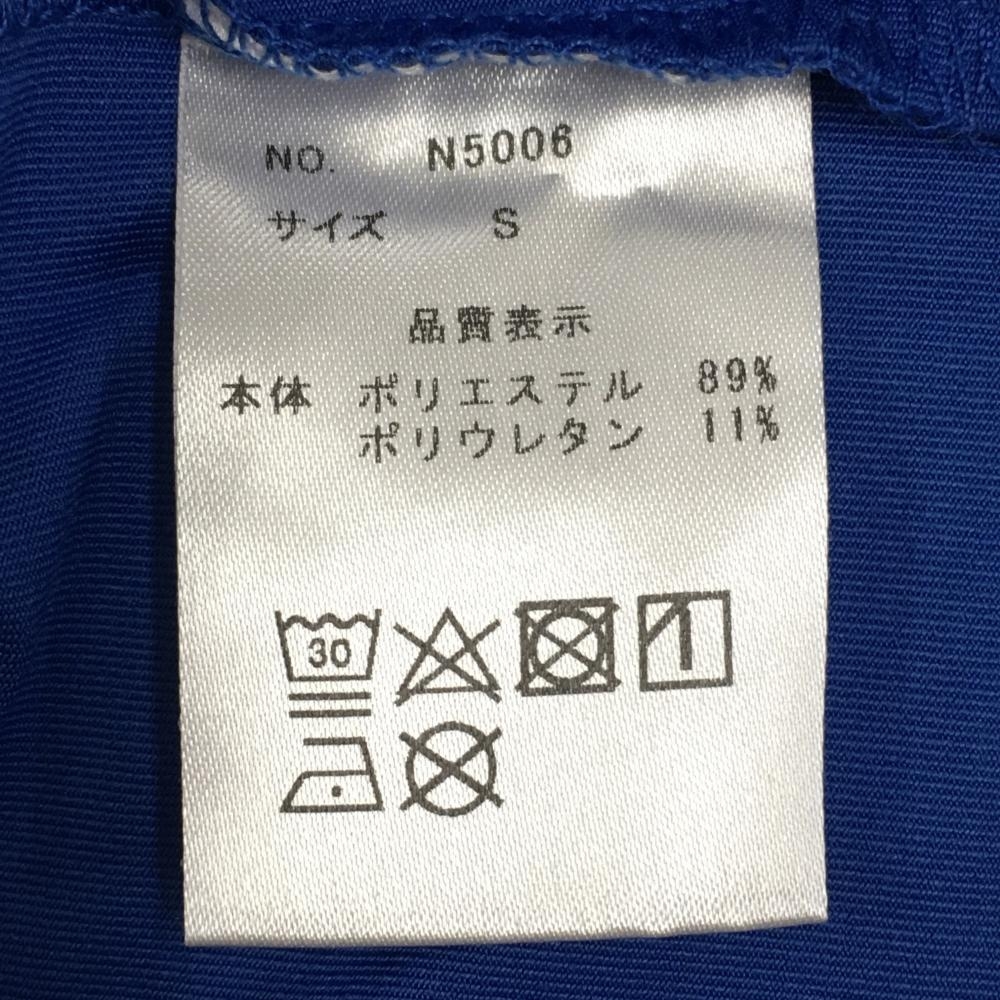 NO. N5006
サイズ S
品質表示
本体 ポリエステル 89%
ポリウレタン 11%
30